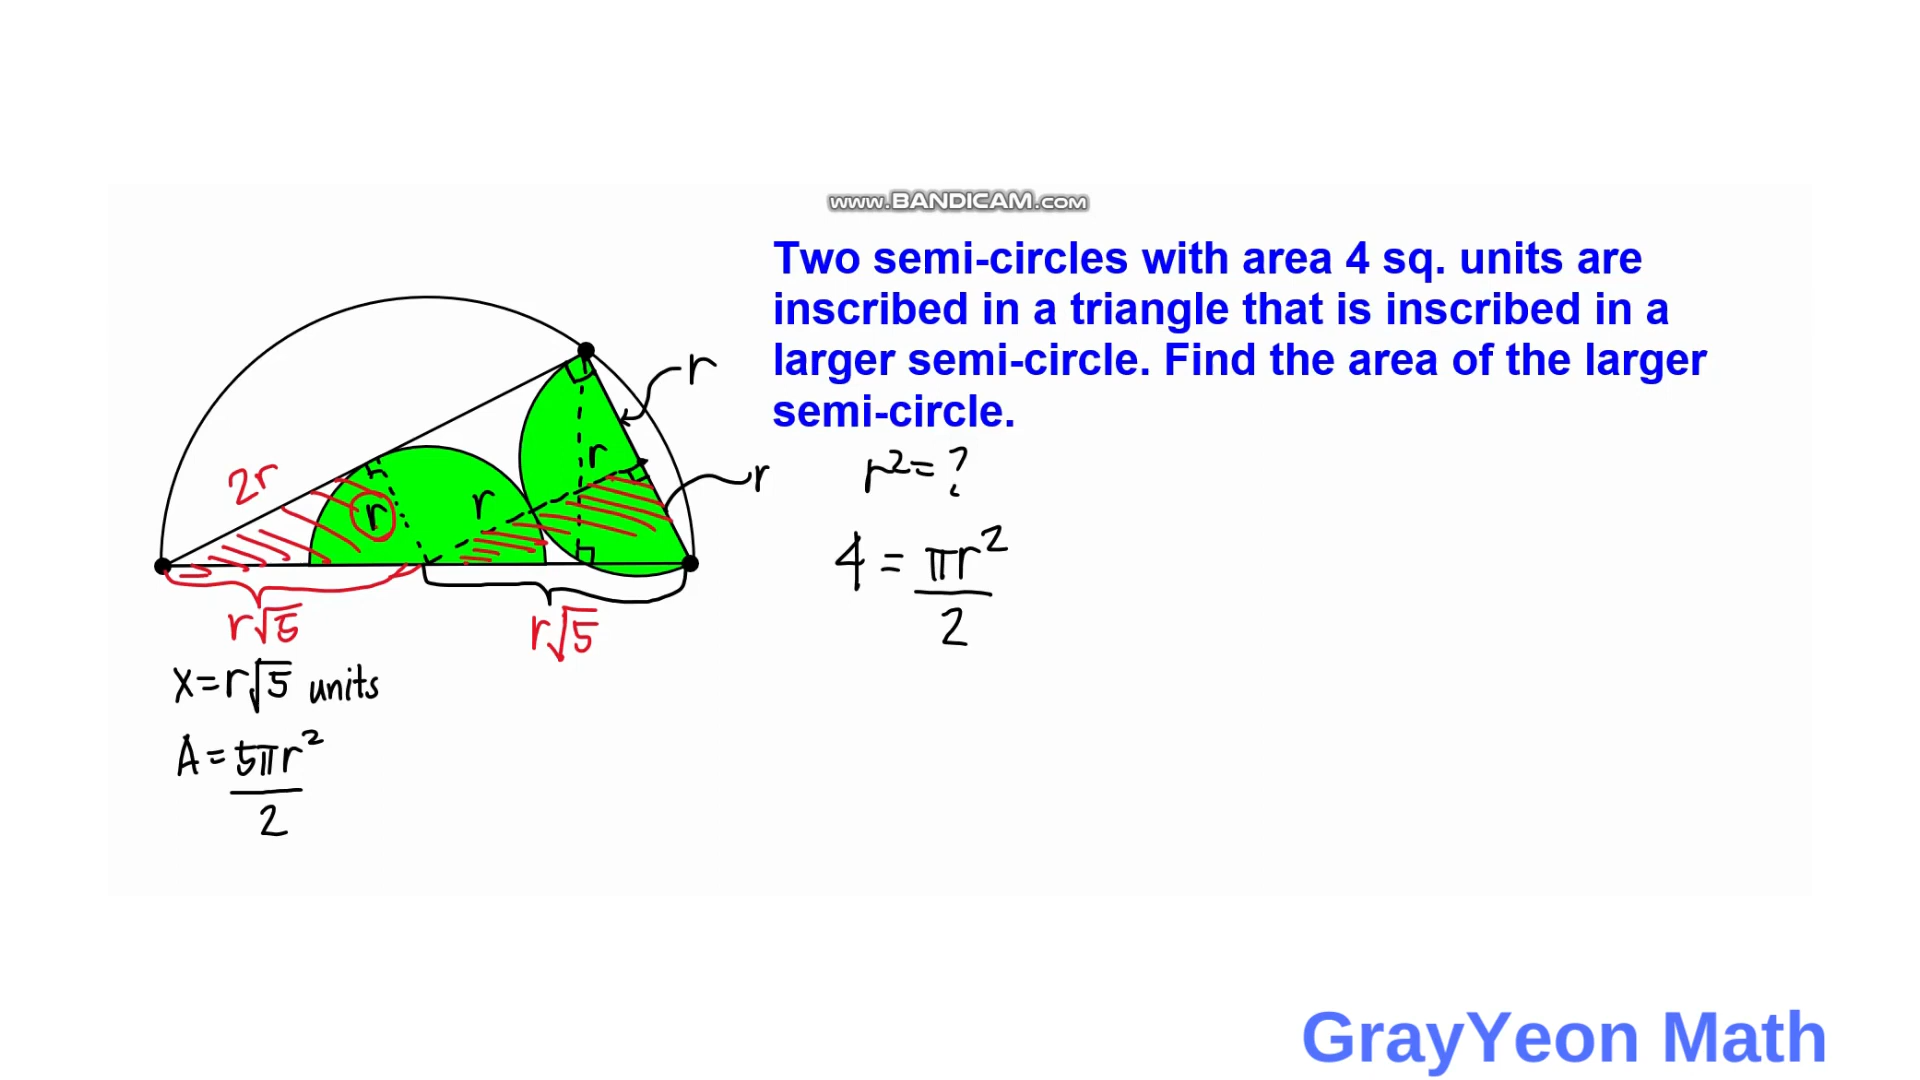 www.BANDICAM.com
Two semi-circles with area 4 sq. units are
inscribed in a triangle that is inscribed in a
larger semi-circle. Find the area of the larger
semi-circle.
r
r
r
r
r
2r
r√5
r√5
x=r√5 units
A=5πr²
2
r²=?
4=πr²
2
GrayYeon Math